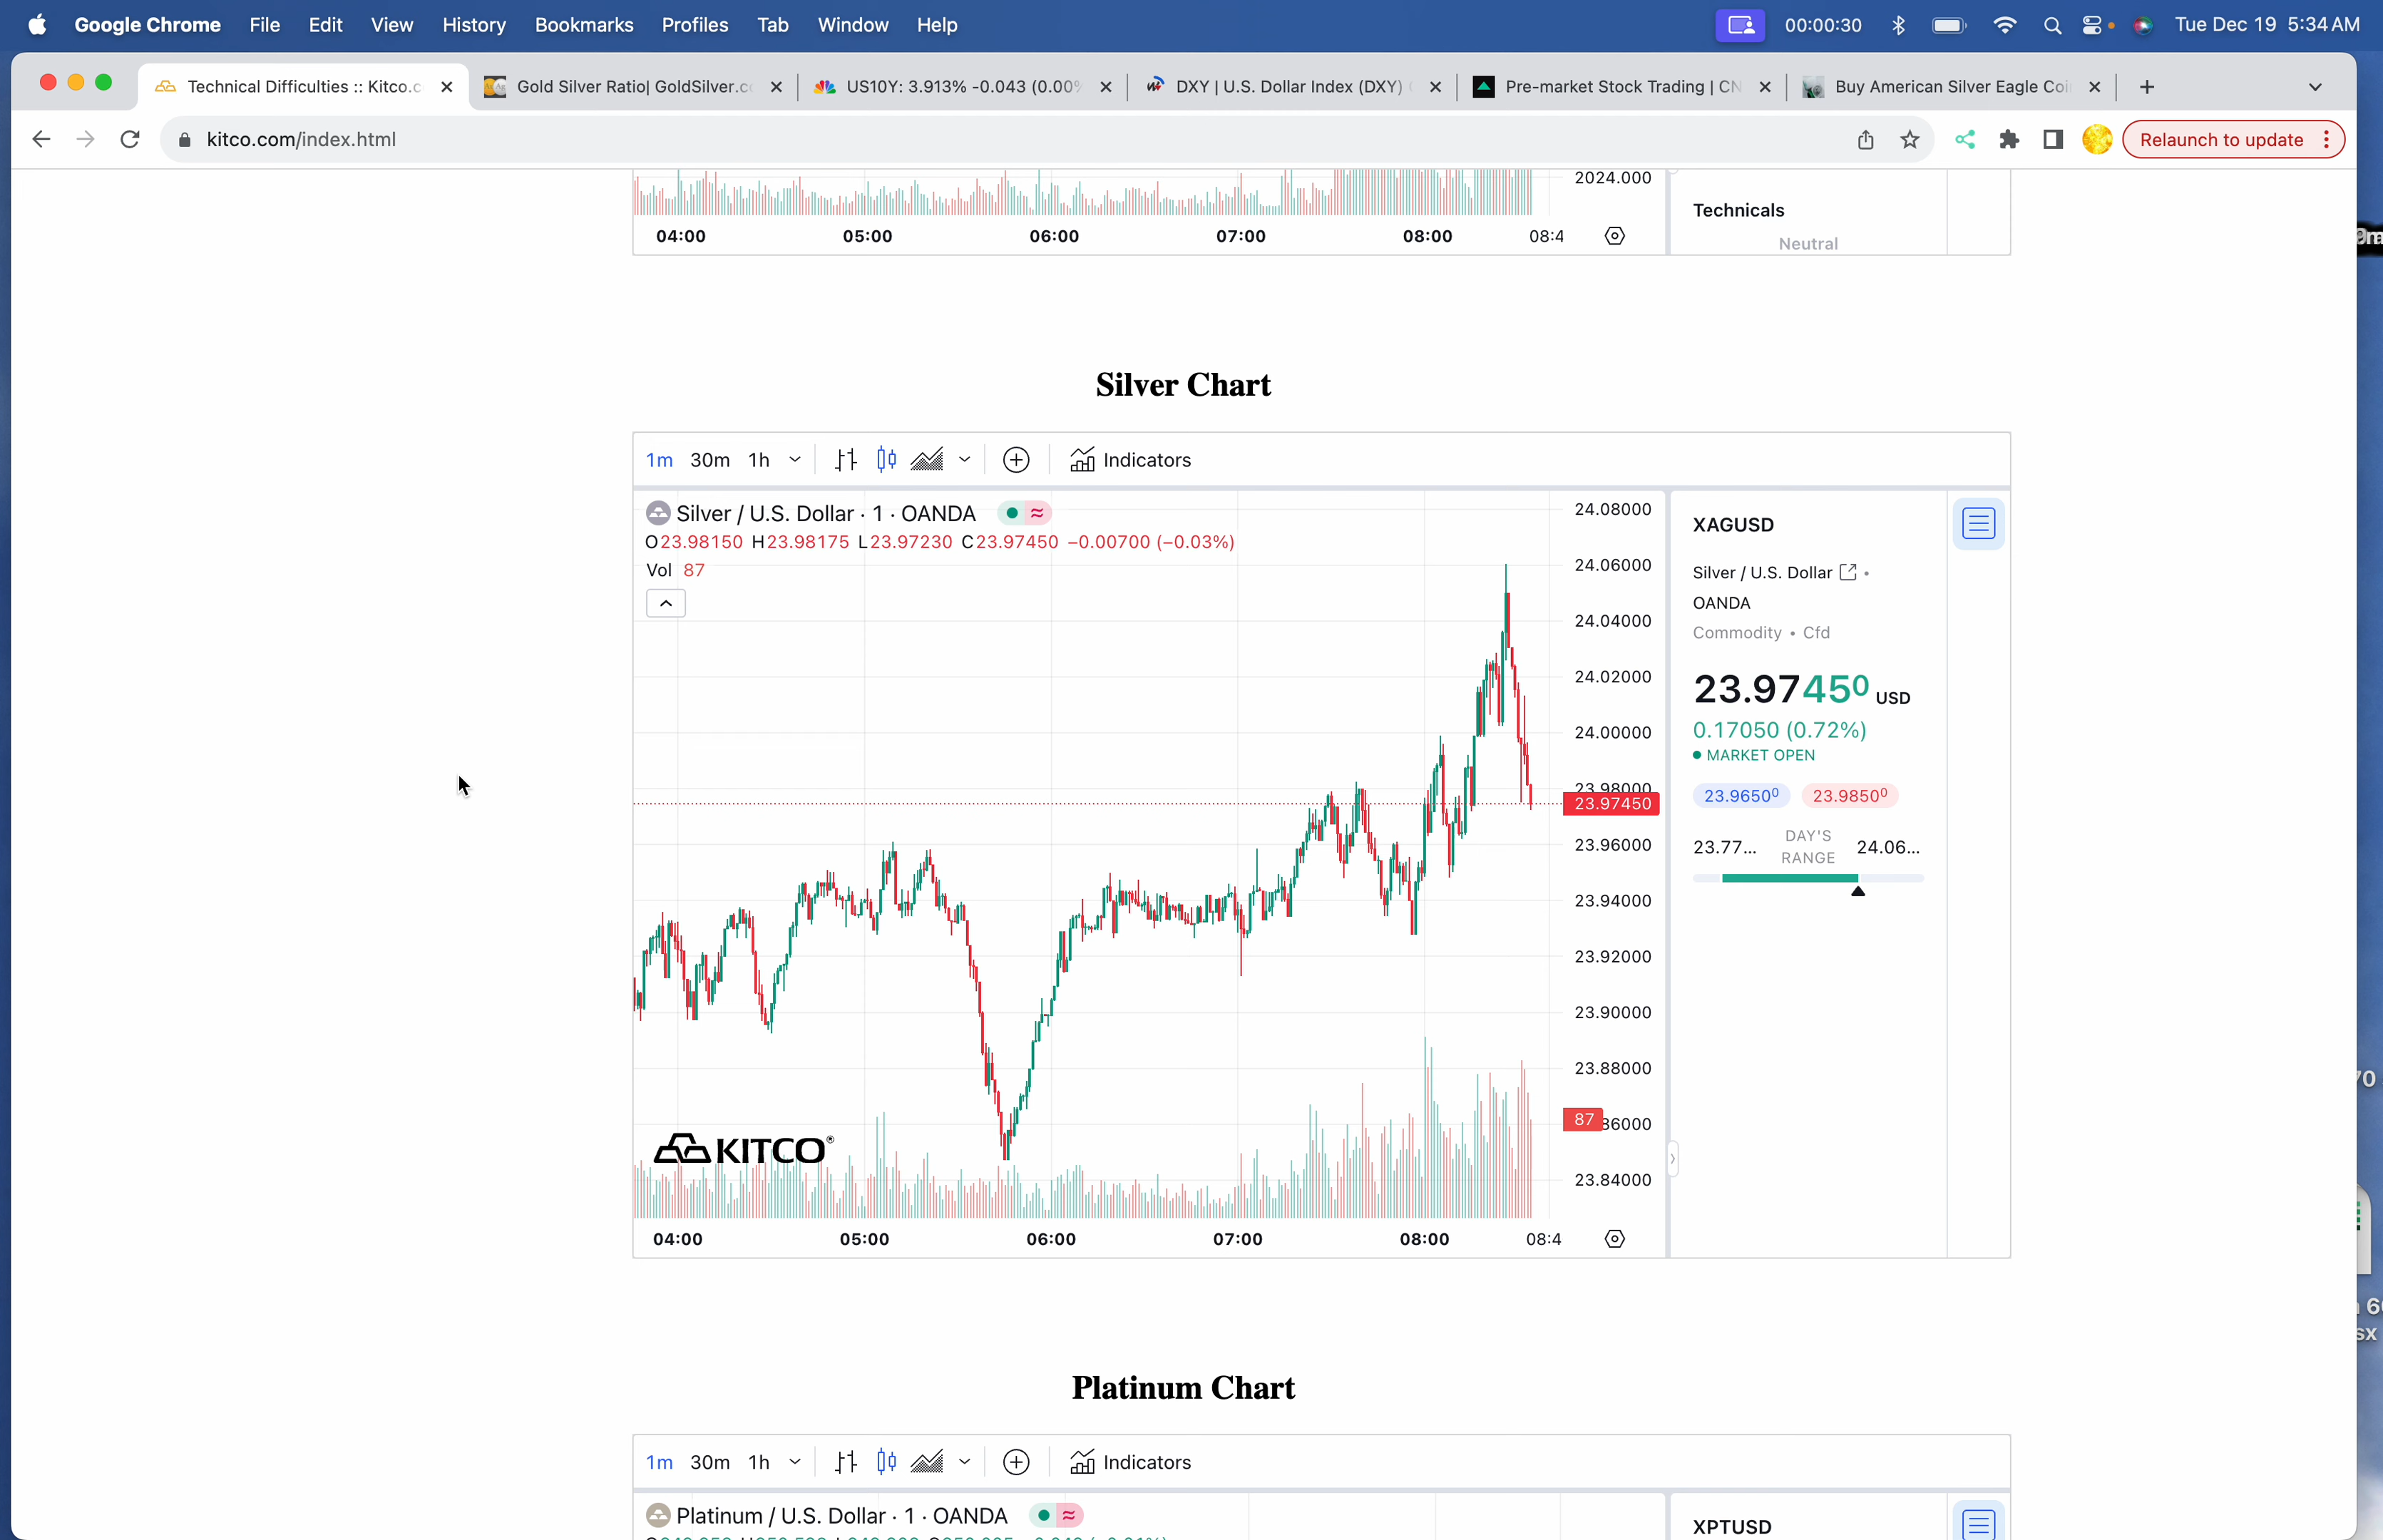 Google Chrome File Edit View History Bookmarks Profiles Tab Window Help 00:00:30 Tue Dec 19 5:34 AM
Technical Difficulties :: Kitco.c Gold Silver Ratio| GoldSilver.co US10Y: 3.913% -0.043 (0.00% DXY | U.S. Dollar Index (DXY) Pre-market Stock Trading | CN Buy American Silver Eagle Coi
kitco.com/index.html Relaunch to update
2024.000
04:00 05:00 06:00 07:00 08:00 08:4
Technicals
Neutral
Silver Chart
1m 30m 1h Indicators
Silver / U.S. Dollar · 1 · OANDA
O23.98150 H23.98175 L23.97230 C23.97450 −0.00700 (−0.03%)
Vol 87
24.08000
24.06000
24.04000
24.02000
24.00000
23.98000
23.97450
23.96000
23.94000
23.92000
23.90000
23.88000
87 36000
23.84000
KITCO®
04:00 05:00 06:00 07:00 08:00 08:4
XAGUSD
Silver / U.S. Dollar •
OANDA
Commodity • Cfd
23.97450 USD
0.17050 (0.72%)
MARKET OPEN
23.96500 23.98500
23.77... DAY'S RANGE 24.06...
Platinum Chart
1m 30m 1h Indicators
Platinum / U.S. Dollar · 1 · OANDA
XPTUSD
70
sx